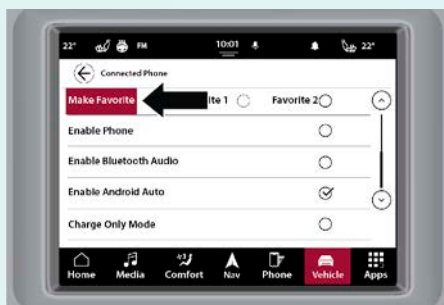 22° FM 10:01 22°
Connected Phone
Make Favorite ite 1 Favorite 2
Enable Phone
Enable Bluetooth Audio
Enable Android Auto
Charge Only Mode
Home Media Comfort Nav Phone Vehicle Apps